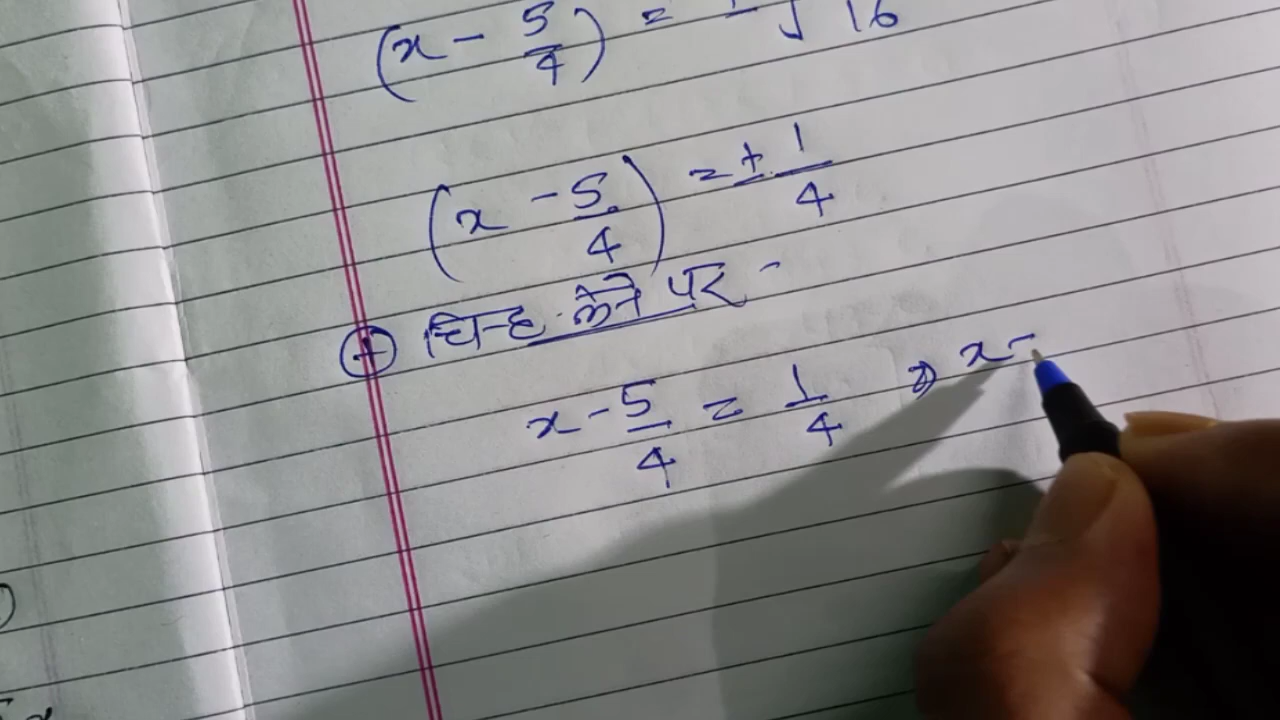 (x - 5/4) = √16
(x - 5/4) = ± 1/4
(+) चिन्ह लेने पर -
x - 5/4 = 1/4 ⇒ x =